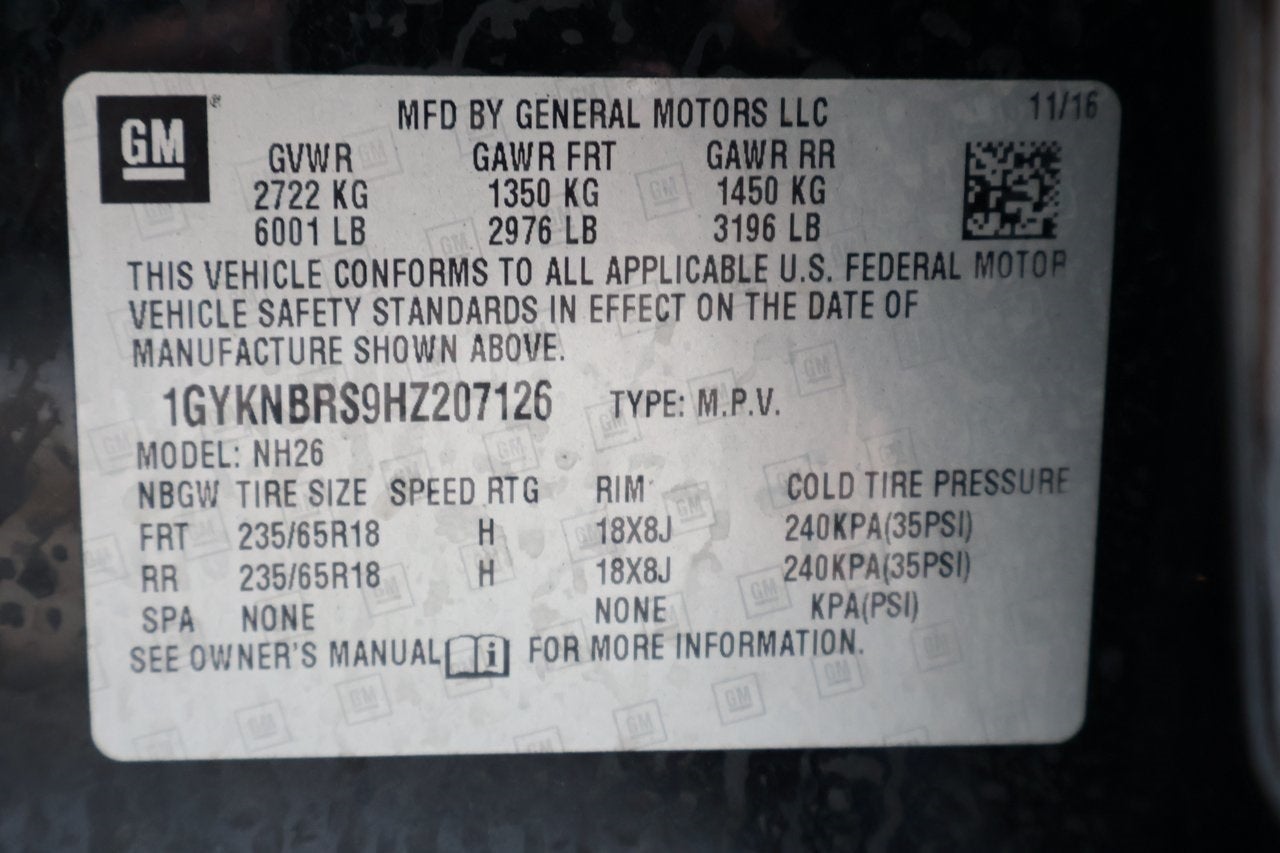 GM MFD BY GENERAL MOTORS LLC 11/16
GVWR GAWR FRT GAWR RR
2722 KG 1350 KG 1450 KG
6001 LB 2976 LB 3196 LB
THIS VEHICLE CONFORMS TO ALL APPLICABLE U.S. FEDERAL MOTOR
VEHICLE SAFETY STANDARDS IN EFFECT ON THE DATE OF
MANUFACTURE SHOWN ABOVE.
1GYKNBRS9HZ207126 TYPE: M.P.V.
MODEL: NH26
NBGW TIRE SIZE SPEED RTG RIM COLD TIRE PRESSURE
FRT 235/65R18 H 18X8J 240KPA(35PSI)
RR 235/65R18 H 18X8J 240KPA(35PSI)
SPA NONE NONE KPA(PSI)
SEE OWNER'S MANUAL i FOR MORE INFORMATION.